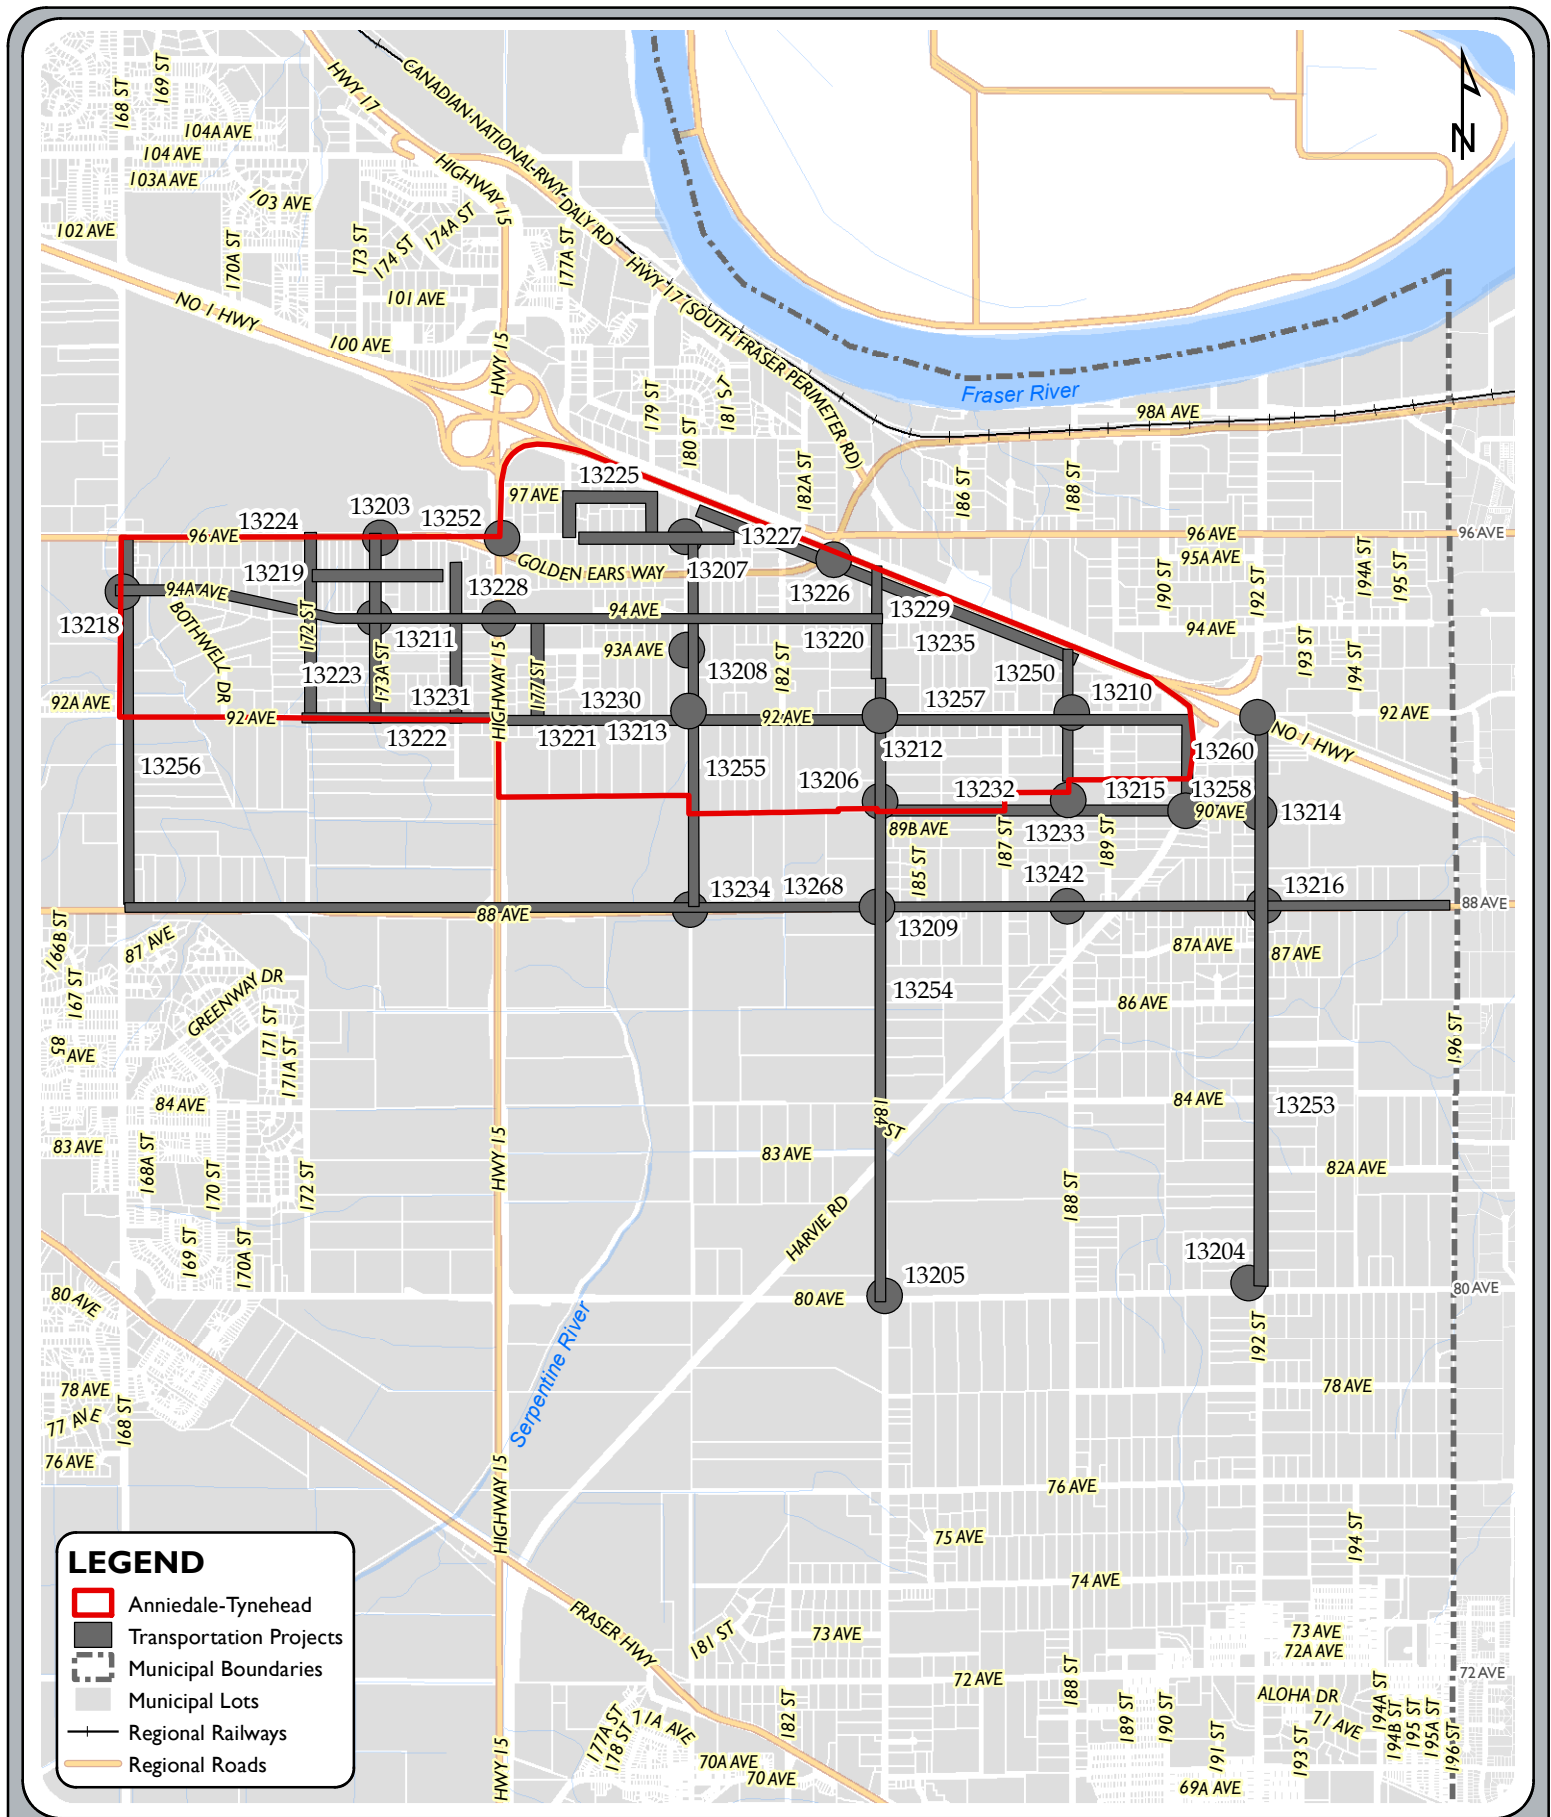 168 ST
169 ST
HWY 17
CANADIAN-NATIONAL-RWY-
DALY RD
104A AVE
104 AVE
103A AVE
103 AVE
HIGHWAY 15
N
102 AVE
170A ST
173 ST
174 ST
174A ST
177A ST
HWY 17 (SOUTH FRASER PERIMETER RD)
101 AVE
NO 1 HWY
100 AVE
HWY 15
Fraser River
179 ST
180 ST
181 ST
98A AVE
182A ST
186 ST
188 ST
13225
97 AVE
13203
13224
13252
96 AVE
13227
96 AVE
96 AVE
95A AVE
194A ST
195 ST
13219
GOLDEN EARS WAY
13207
13228
13226
190 ST
192 ST
94A AVE
94 AVE
13229
13218
BOTHWELL DR
172 ST
13211
13220
13235
94 AVE
193 ST
194 ST
93A AVE
182 ST
173A ST
13223
HIGHWAY 15
177 ST
13208
13250
13231
13230
13257
13210
92A AVE
92 AVE
92 AVE
92 AVE
13222
13221
13213
13212
13260
NO 1 HWY
13256
13255
13206
13232
13215
13258
90 AVE
13214
89B AVE
13233
185 ST
187 ST
189 ST
13234
13268
13242
13216
88 AVE
88 AVE
13209
166B ST
87 AVE
87A AVE
87 AVE
167 ST
GREENWAY DR
13254
86 AVE
171 ST
171A ST
85
AVE
196 ST
84 AVE
184 ST
84 AVE
13253
83 AVE
168A ST
170 ST
172 ST
HWY 15
83 AVE
188 ST
82A AVE
HARVIE RD
169 ST
170A ST
13204
13205
80 AVE
80 AVE
80 AVE
Serpentine River
192 ST
78 AVE
77 AVE
168 ST
76 AVE
78 AVE
HIGHWAY 15
76 AVE
75 AVE
194 ST
74 AVE
LEGEND
Anniedale-Tynehead
Transportation Projects
Municipal Boundaries
Municipal Lots
Regional Railways
Regional Roads
FRASER HWY
181 ST
73 AVE
73 AVE
72A AVE
72 AVE
72 AVE
188 ST
ALOHA DR
194A ST
177A ST
178 ST
71A AVE
182 ST
189 ST
190 ST
191 ST
193 ST
71 AVE
194B ST
195 ST
195A ST
196 ST
HWY 15
70A AVE
70 AVE
69A AVE